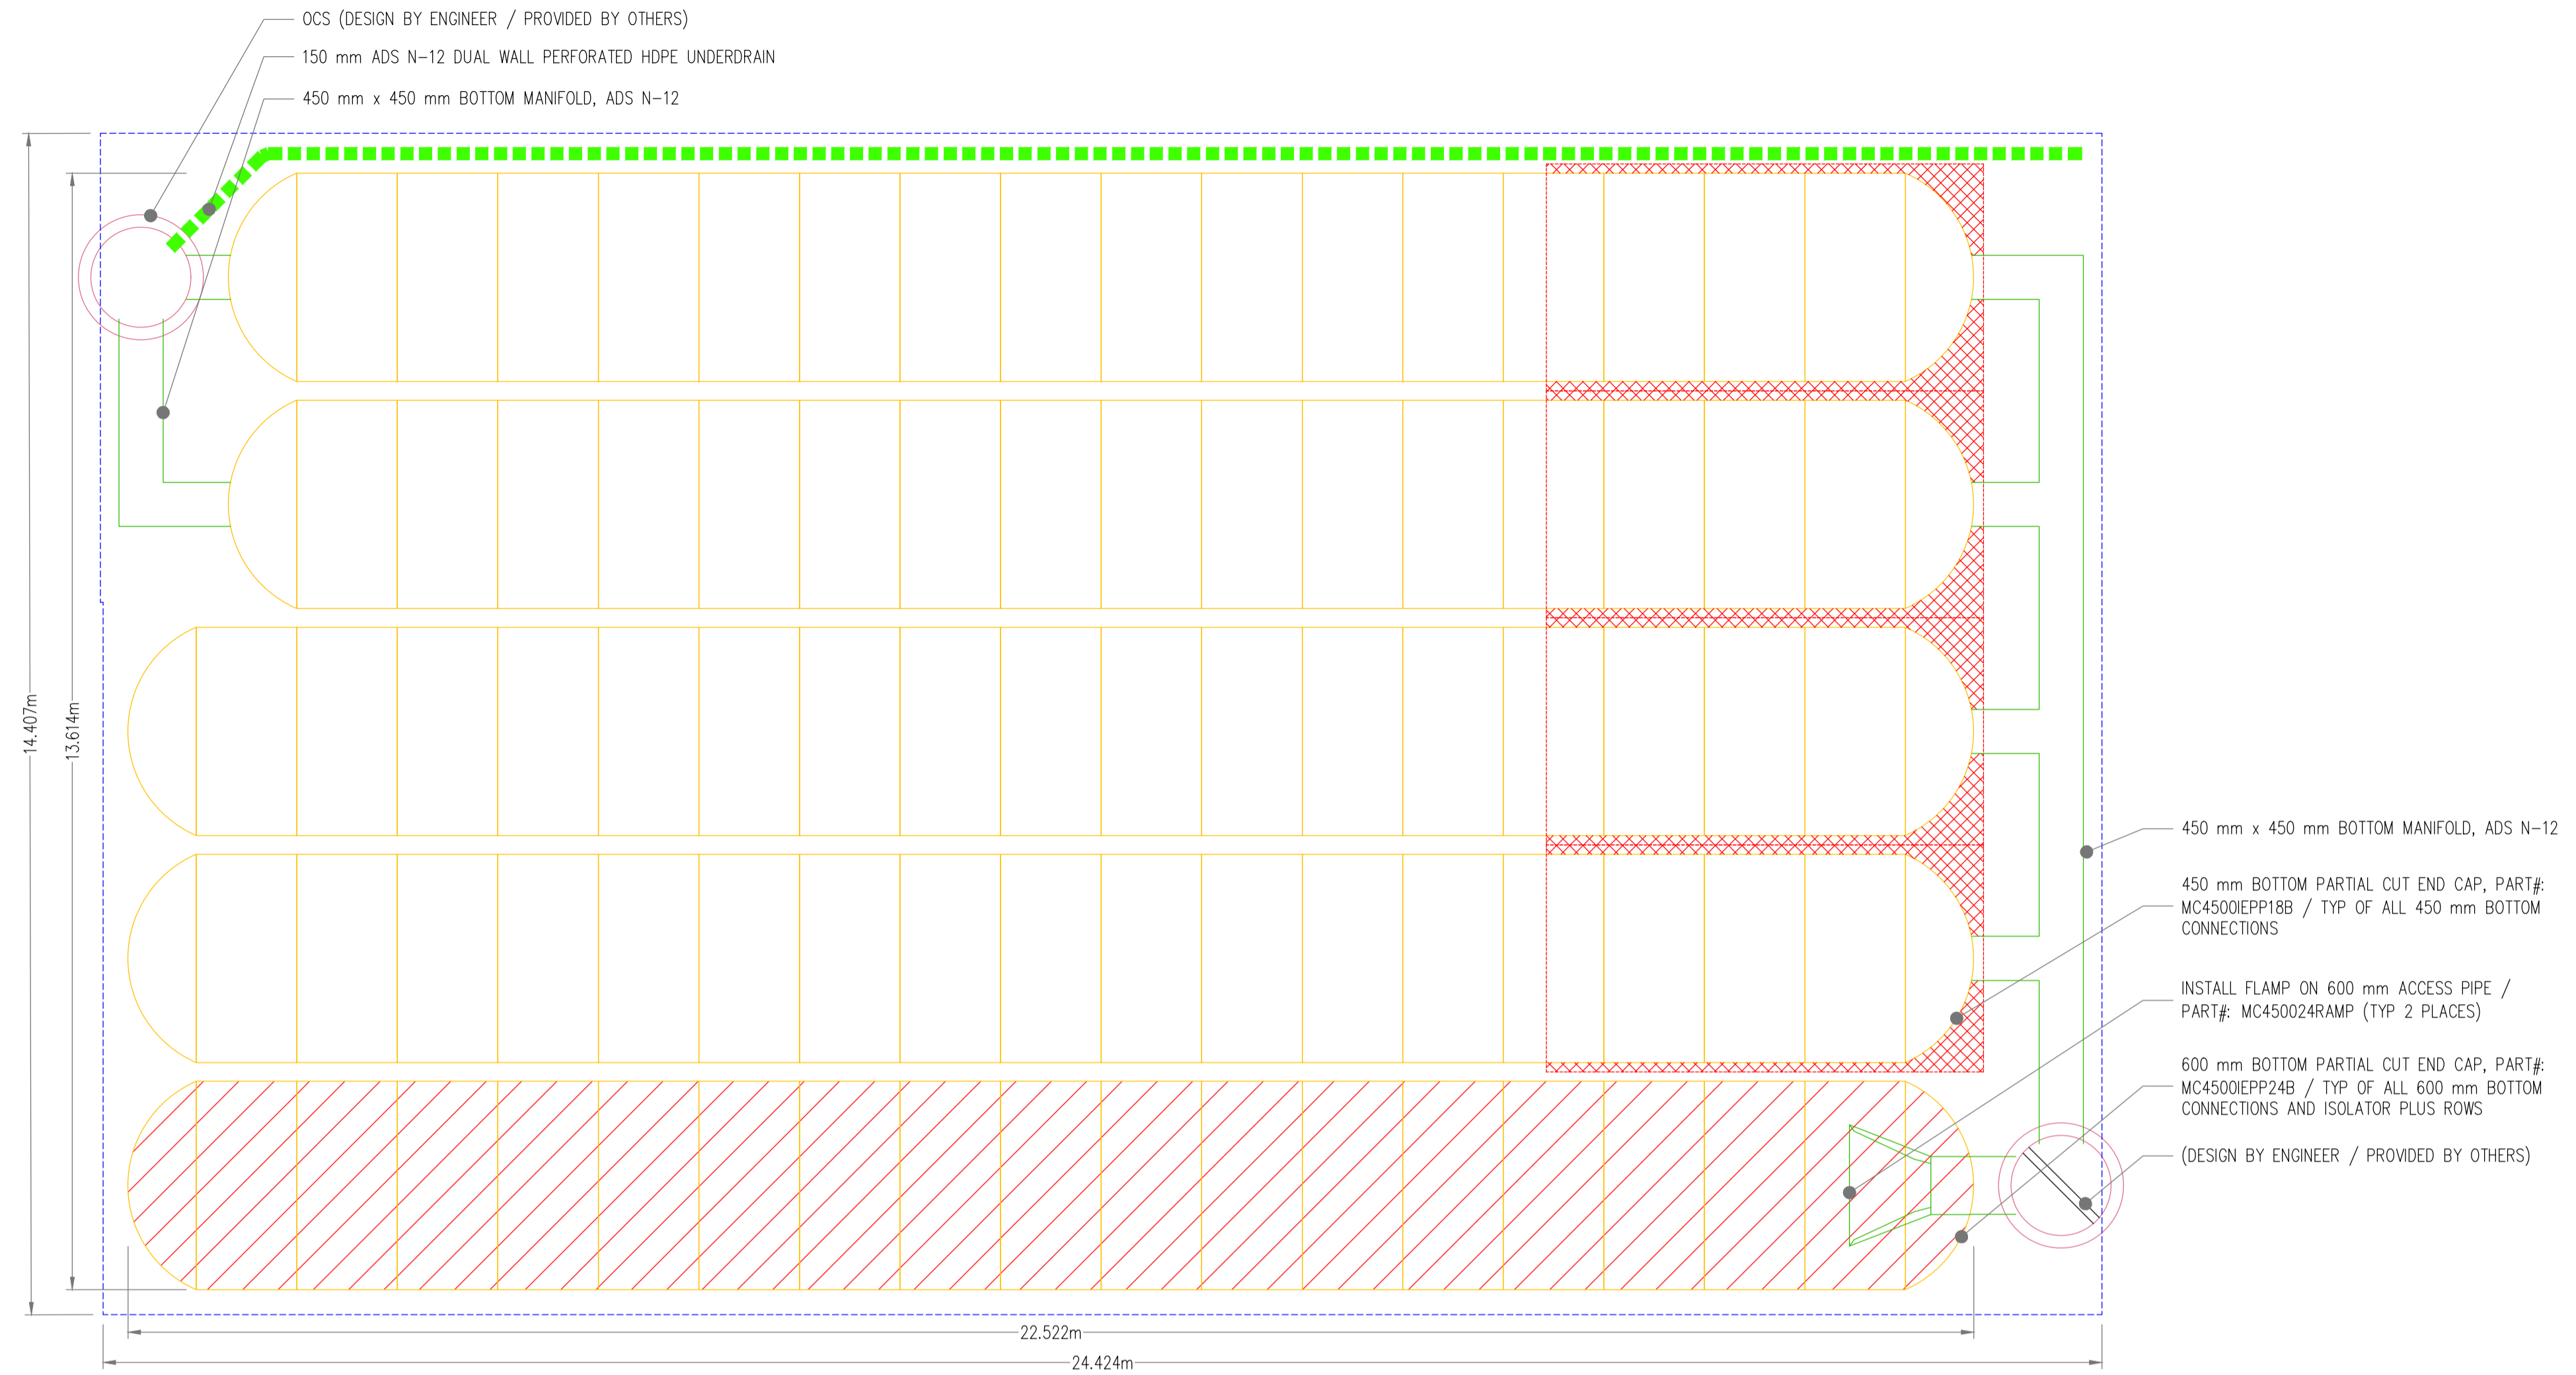 OCS (DESIGN BY ENGINEER / PROVIDED BY OTHERS)
150 mm ADS N-12 DUAL WALL PERFORATED HDPE UNDERDRAIN
450 mm x 450 mm BOTTOM MANIFOLD, ADS N-12
14.407m
13.614m
450 mm x 450 mm BOTTOM MANIFOLD, ADS N-12
450 mm BOTTOM PARTIAL CUT END CAP, PART#:
MC4500IEPP18B / TYP OF ALL 450 mm BOTTOM
CONNECTIONS
INSTALL FLAMP ON 600 mm ACCESS PIPE /
PART#: MC450024RAMP (TYP 2 PLACES)
600 mm BOTTOM PARTIAL CUT END CAP, PART#:
MC4500IEPP24B / TYP OF ALL 600 mm BOTTOM
CONNECTIONS AND ISOLATOR PLUS ROWS
(DESIGN BY ENGINEER / PROVIDED BY OTHERS)
22.522m
24.424m